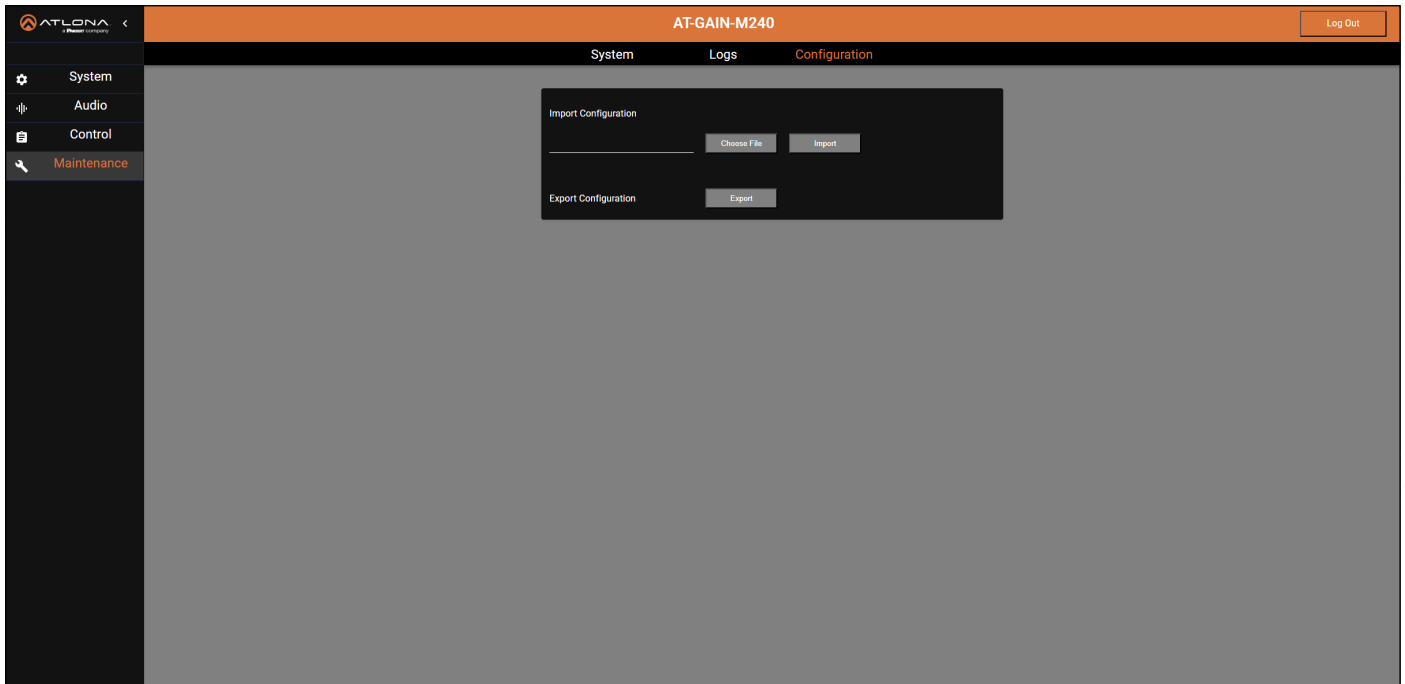 ATLONA
a Panduit company
AT-GAIN-M240
Log Out
System
Logs
Configuration
System
Audio
Control
Maintenance
Import Configuration
Choose File
Import
Export Configuration
Export